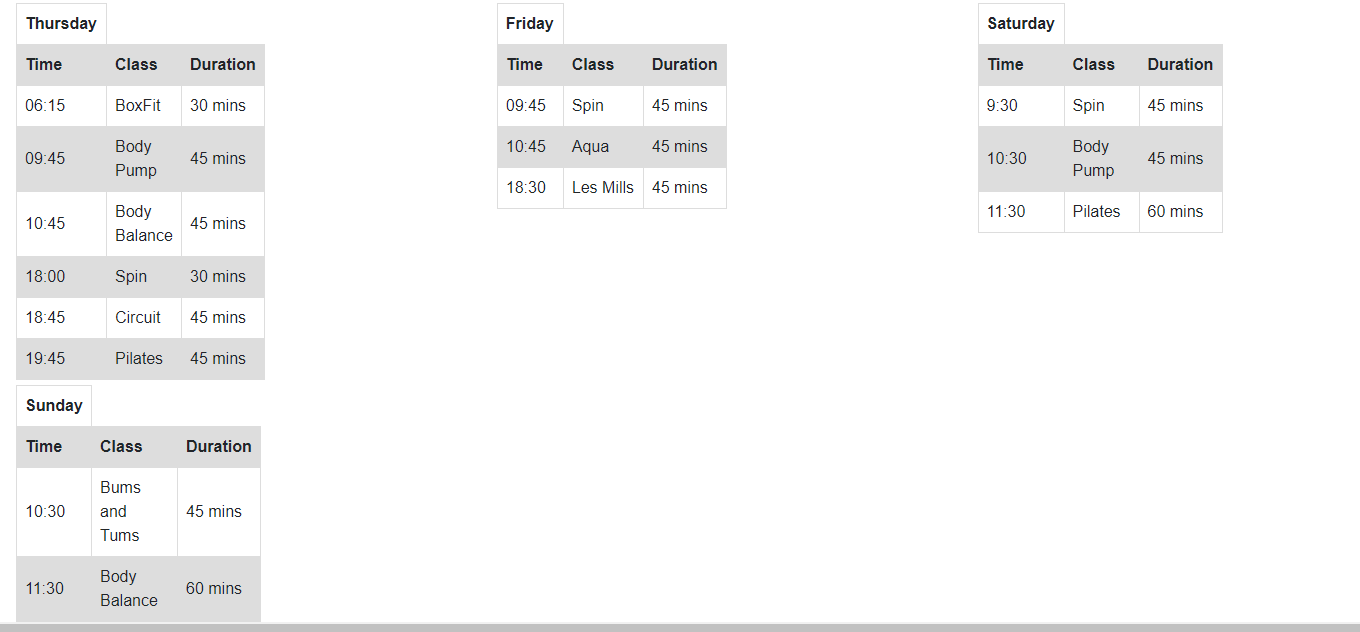 Thursday
Time Class Duration
06:15 BoxFit 30 mins
09:45 Body Pump 45 mins
10:45 Body Balance 45 mins
18:00 Spin 30 mins
18:45 Circuit 45 mins
19:45 Pilates 45 mins
Friday
Time Class Duration
09:45 Spin 45 mins
10:45 Aqua 45 mins
18:30 Les Mills 45 mins
Saturday
Time Class Duration
9:30 Spin 45 mins
10:30 Body Pump 45 mins
11:30 Pilates 60 mins
Sunday
Time Class Duration
10:30 Bums and Tums 45 mins
11:30 Body Balance 60 mins